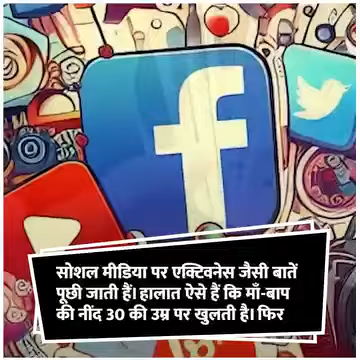 सोशल मीडिया पर एक्टिवनेस जैसी बातें
पूछी जाती हैं। हालात ऐसे हैं कि माँ-बाप
की नींद 30 की उम्र पर खुलती है। फिर